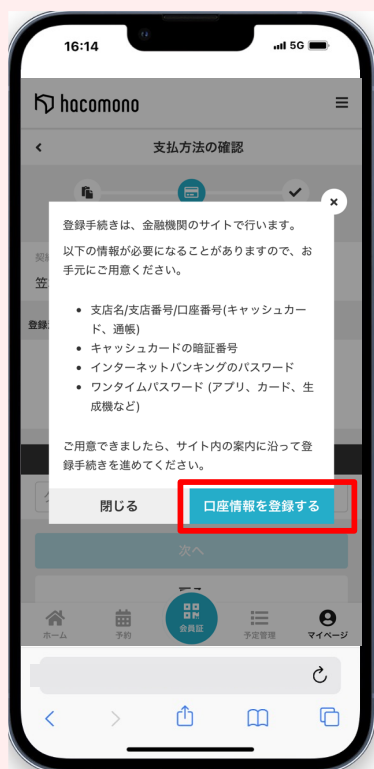 16:14
5G
hacomono
支払方法の確認
登録手続きは、金融機関のサイトで行います。
以下の情報が必要になることがありますので、お
手元にご用意ください。
契
笠
登録
• 支店名/支店番号/口座番号(キャッシュカー
ド、通帳)
• キャッシュカードの暗証番号
• インターネットバンキングのパスワード
• ワンタイムパスワード (アプリ、カード、生
成機など)
ご用意できましたら、サイト内の案内に沿って登
録手続きを進めてください。
閉じる
口座情報を登録する
次へ
ホーム
予約
会員証
予定管理
マイページ